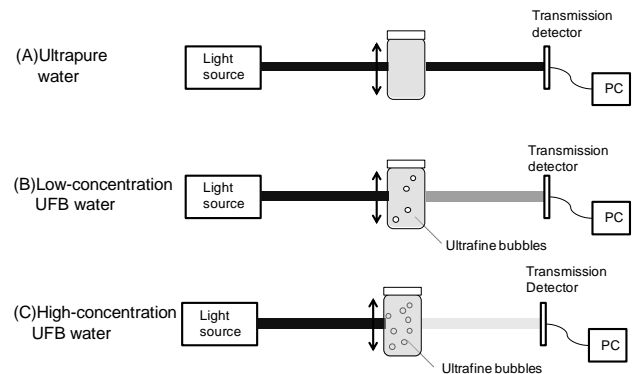 Transmission
detector
(A)Ultrapure
water
Light
source
PC
Transmission
detector
(B)Low-concentration
UFB water
Light
source
PC
Ultrafine bubbles
Transmission
Detector
(C)High-concentration
UFB water
Light
source
PC
Ultrafine bubbles